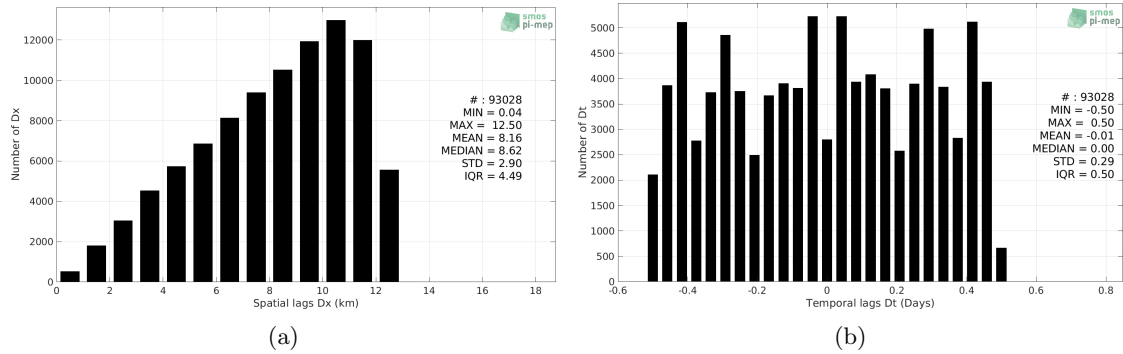 smos
pi-mep
12000
10000
8000
6000
4000
2000
0
Number of Dx
# : 93028
MIN = 0.04
MAX = 12.50
MEAN = 8.16
MEDIAN = 8.62
STD = 2.90
IQR = 4.49
0 2 4 6 8 10 12 14 16 18
Spatial lags Dx (km)
(a)
smos
pi-mep
5000
4500
4000
3500
3000
2500
2000
1500
1000
500
0
Number of Dt
# : 93028
MIN = -0.50
MAX = 0.50
MEAN = -0.01
MEDIAN = 0.00
STD = 0.29
IQR = 0.50
-0.6 -0.4 -0.2 0 0.2 0.4 0.6 0.8
Temporal lags Dt (Days)
(b)